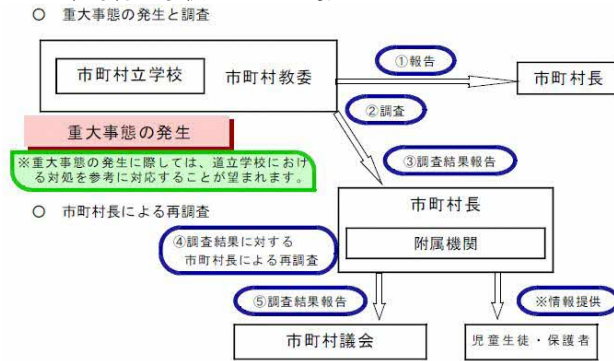 ○ 重大事態の発生と調査
市町村立学校
市町村教委
①報告
市町村長
②調査
重大事態の発生
※重大事態の発生に際しては、道立学校におけ
る対処を参考に対応することが望まれます。
③調査結果報告
○ 市町村長による再調査
市町村長
附属機関
④調査結果に対する
市町村長による再調査
⑤調査結果報告
※情報提供
市町村議会
児童生徒・保護者